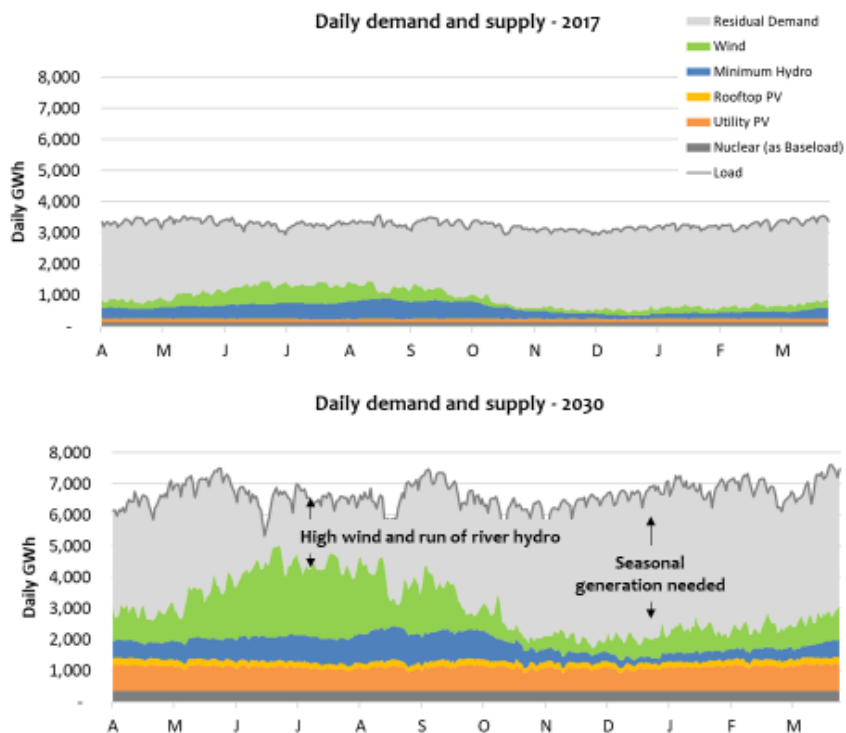 Daily demand and supply - 2017
Residual Demand
Wind
Minimum Hydro
Rooftop PV
Utility PV
Nuclear (as Baseload)
Load
Daily GWh
8,000
7,000
6,000
5,000
4,000
3,000
2,000
1,000
-
A M J J A S O N D J F M
Daily demand and supply - 2030
Daily GWh
8,000
7,000
6,000
5,000
4,000
3,000
2,000
1,000
-
High wind and run of river hydro
Seasonal
generation needed
A M J J A S O N D J F M